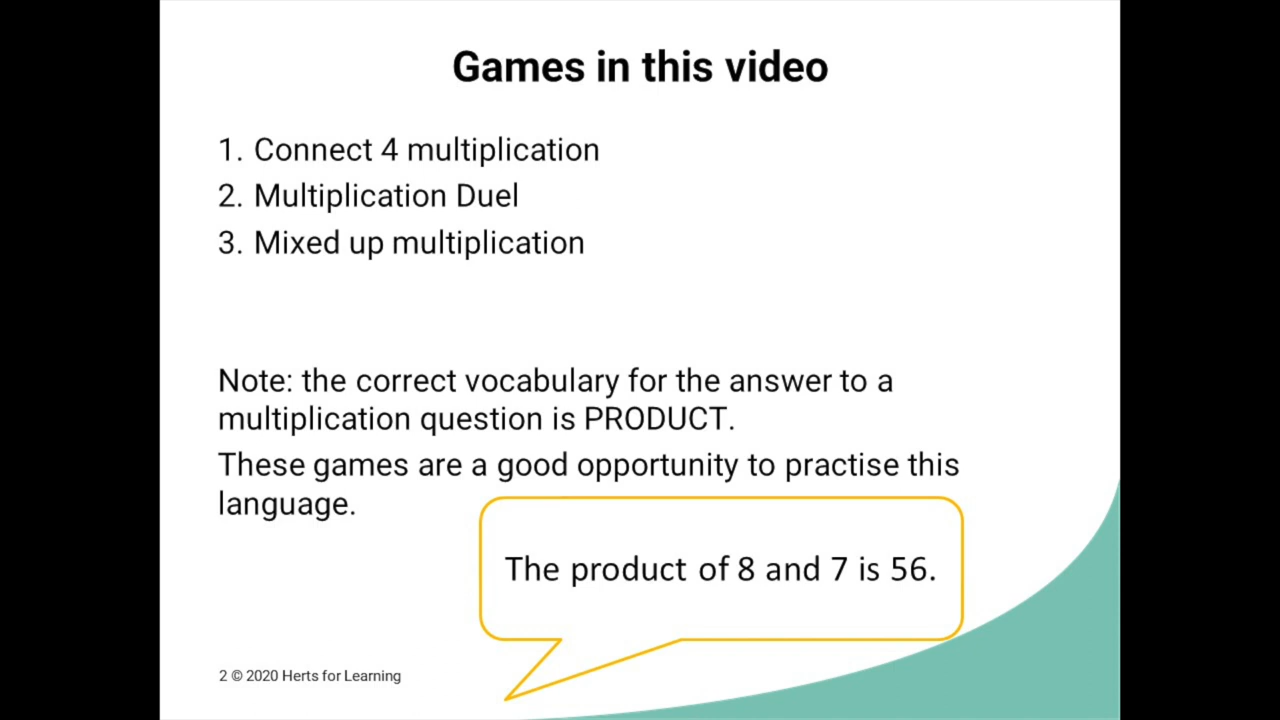 Games in this video
1. Connect 4 multiplication
2. Multiplication Duel
3. Mixed up multiplication
Note: the correct vocabulary for the answer to a
multiplication question is PRODUCT.
These games are a good opportunity to practise this
language.
The product of 8 and 7 is 56.
2 © 2020 Herts for Learning